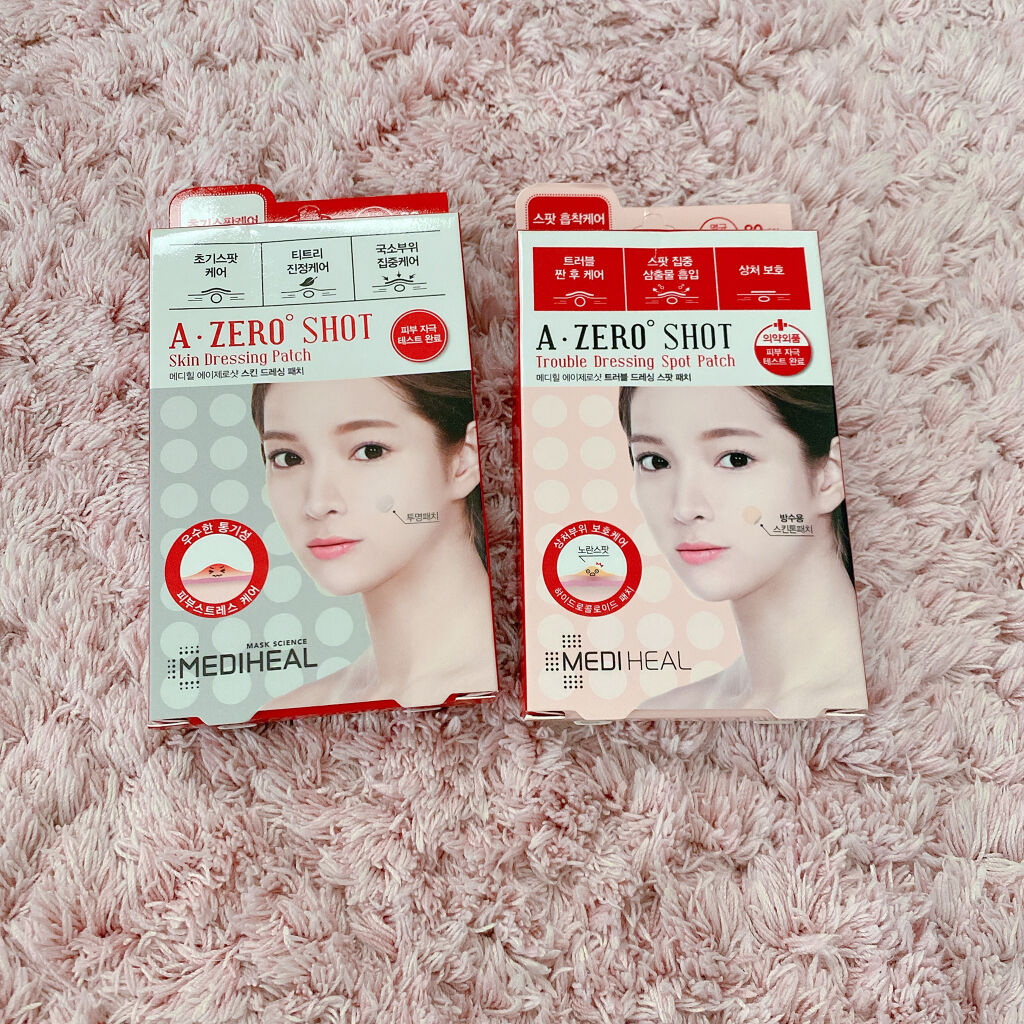 초기스팟케어
초기스팟
케어
티트리
진정케어
국소부위
집중케어
A·ZERO° SHOT
Skin Dressing Patch
메디힐 에이제로샷 스킨 드레싱 패치
피부 자극
테스트 완료
투명패치
우수한 통기성
피부스트레스 케어
MASK SCIENCE
MEDIHEAL
스팟 흡착케어
멸균
트러블
짠 후 케어
스팟 집중
삼출물 흡입
상처 보호
A·ZERO° SHOT
Trouble Dressing Spot Patch
메디힐 에이제로샷 트러블 드레싱 스팟 패치
의약외품
피부 자극
테스트 완료
방수용
스킨톤패치
상처부위 보호케어
노란스팟
하이드로콜로이드 패치
MEDIHEAL